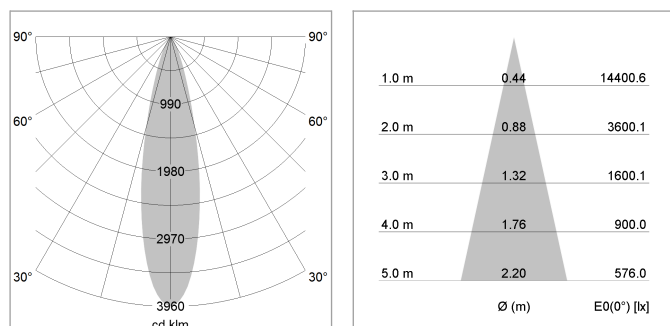 90° 90°
990
60° 60°
1980
2970
30° 30°
3960
cd klm
1.0 m 0.44 14400.6
2.0 m 0.88 3600.1
3.0 m 1.32 1600.1
4.0 m 1.76 900.0
5.0 m 2.20 576.0
Ø (m) E0(0°) [lx]